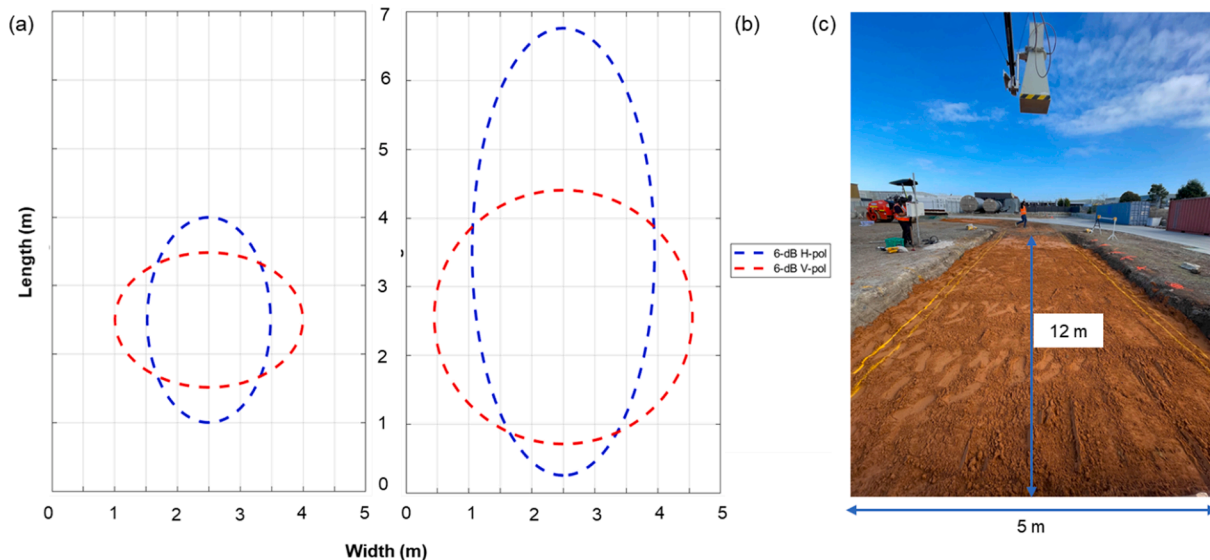 (a)
7
6
5
4
3
2
1
0
(b)
(c)
Length (m)
6-dB H-pol
6-dB V-pol
12 m
0 1 2 3 4 5
0 1 2 3 4 5
Width (m)
5 m